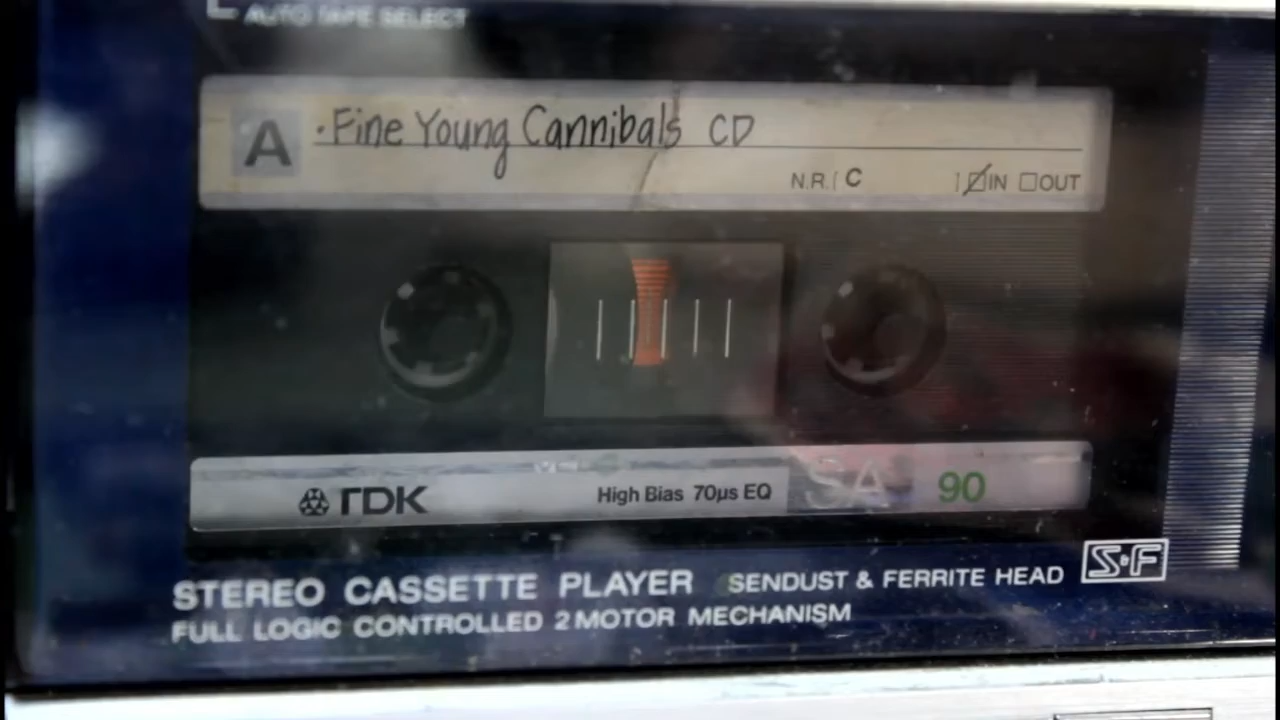 AUTO TAPE SELECT
A · Fine Young Cannibals CD
N.R.[ C ] IN OUT
TDK High Bias 70µs EQ SA 90
STEREO CASSETTE PLAYER SENDUST & FERRITE HEAD S&F
FULL LOGIC CONTROLLED 2 MOTOR MECHANISM